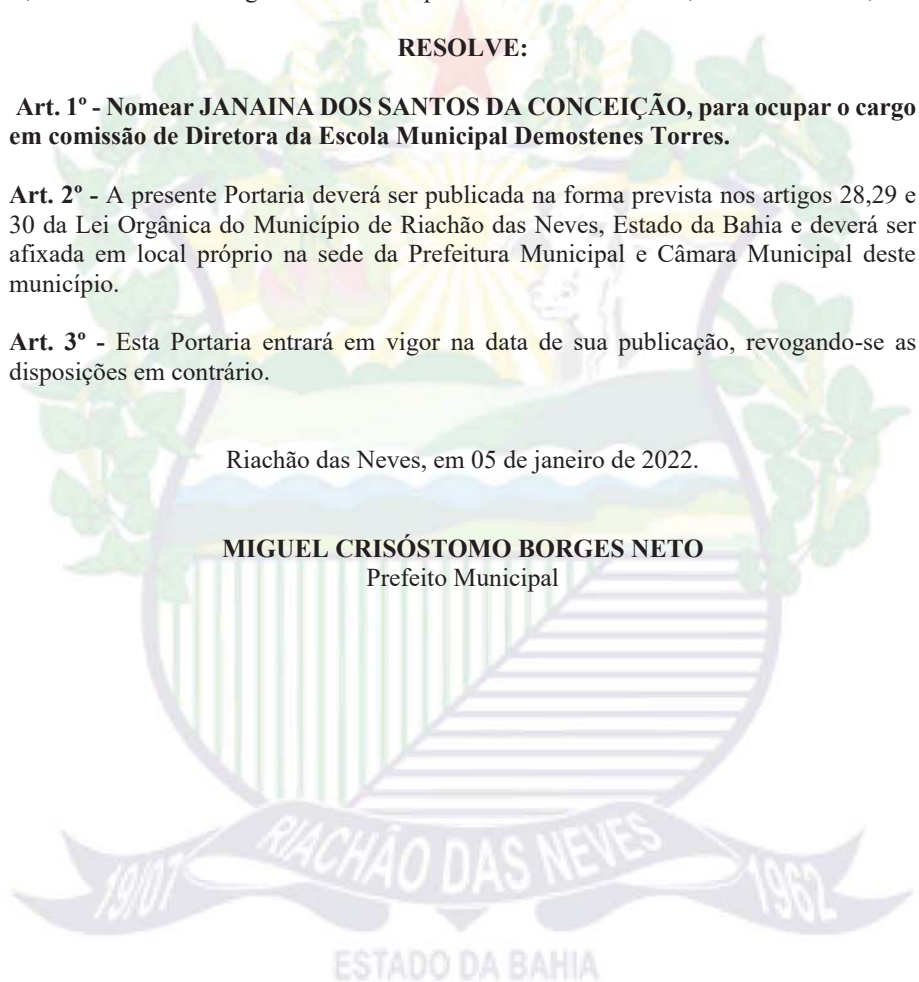 RESOLVE:
Art. 1º - Nomear JANAINA DOS SANTOS DA CONCEIÇÃO, para ocupar o cargo
em comissão de Diretora da Escola Municipal Demostenes Torres.
Art. 2º - A presente Portaria deverá ser publicada na forma prevista nos artigos 28,29 e
30 da Lei Orgânica do Município de Riachão das Neves, Estado da Bahia e deverá ser
afixada em local próprio na sede da Prefeitura Municipal e Câmara Municipal deste
município.
Art. 3º - Esta Portaria entrará em vigor na data de sua publicação, revogando-se as
disposições em contrário.
Riachão das Neves, em 05 de janeiro de 2022.
MIGUEL CRISÓSTOMO BORGES NETO
Prefeito Municipal
19/07 RIACHÃO DAS NEVES 1962
ESTADO DA BAHIA